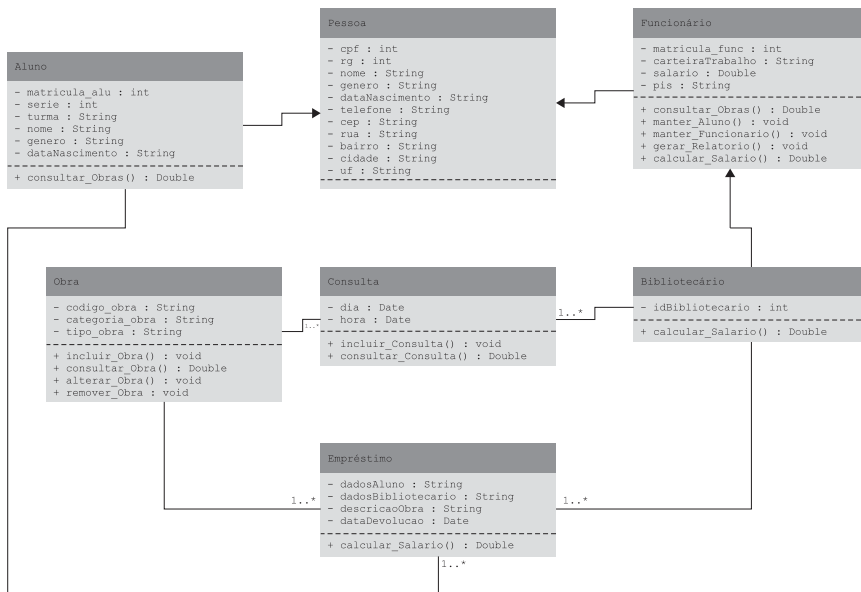 Pessoa
- cpf : int
- rg : int
- nome : String
- genero : String
- dataNascimento : String
- telefone : String
- cep : String
- rua : String
- bairro : String
- cidade : String
- uf : String
Funcionário
- matricula_func : int
- carteiraTrabalho : String
- salario : Double
- pis : String
+ consultar_Obras() : Double
+ manter_Aluno() : void
+ manter_Funcionario() : void
+ gerar_Relatorio() : void
+ calcular_Salario() : Double
Aluno
- matricula_alu : int
- serie : int
- turma : String
- nome : String
- genero : String
- dataNascimento : String
+ consultar_Obras() : Double
Obra
- codigo_obra : String
- categoria_obra : String
- tipo_obra : String
+ incluir_Obra() : void
+ consultar_Obra() : Double
+ alterar_Obra() : void
+ remover_Obra : void
1..*
Consulta
- dia : Date
- hora : Date
+ incluir_Consulta() : void
+ consultar_Consulta() : Double
1..*
Bibliotecário
- idBibliotecario : int
+ calcular_Salario() : Double
Empréstimo
- dadosAluno : String
- dadosBibliotecario : String
- descricaoObra : String
- dataDevolucao : Date
+ calcular_Salario() : Double
1..*
1..*
1..*